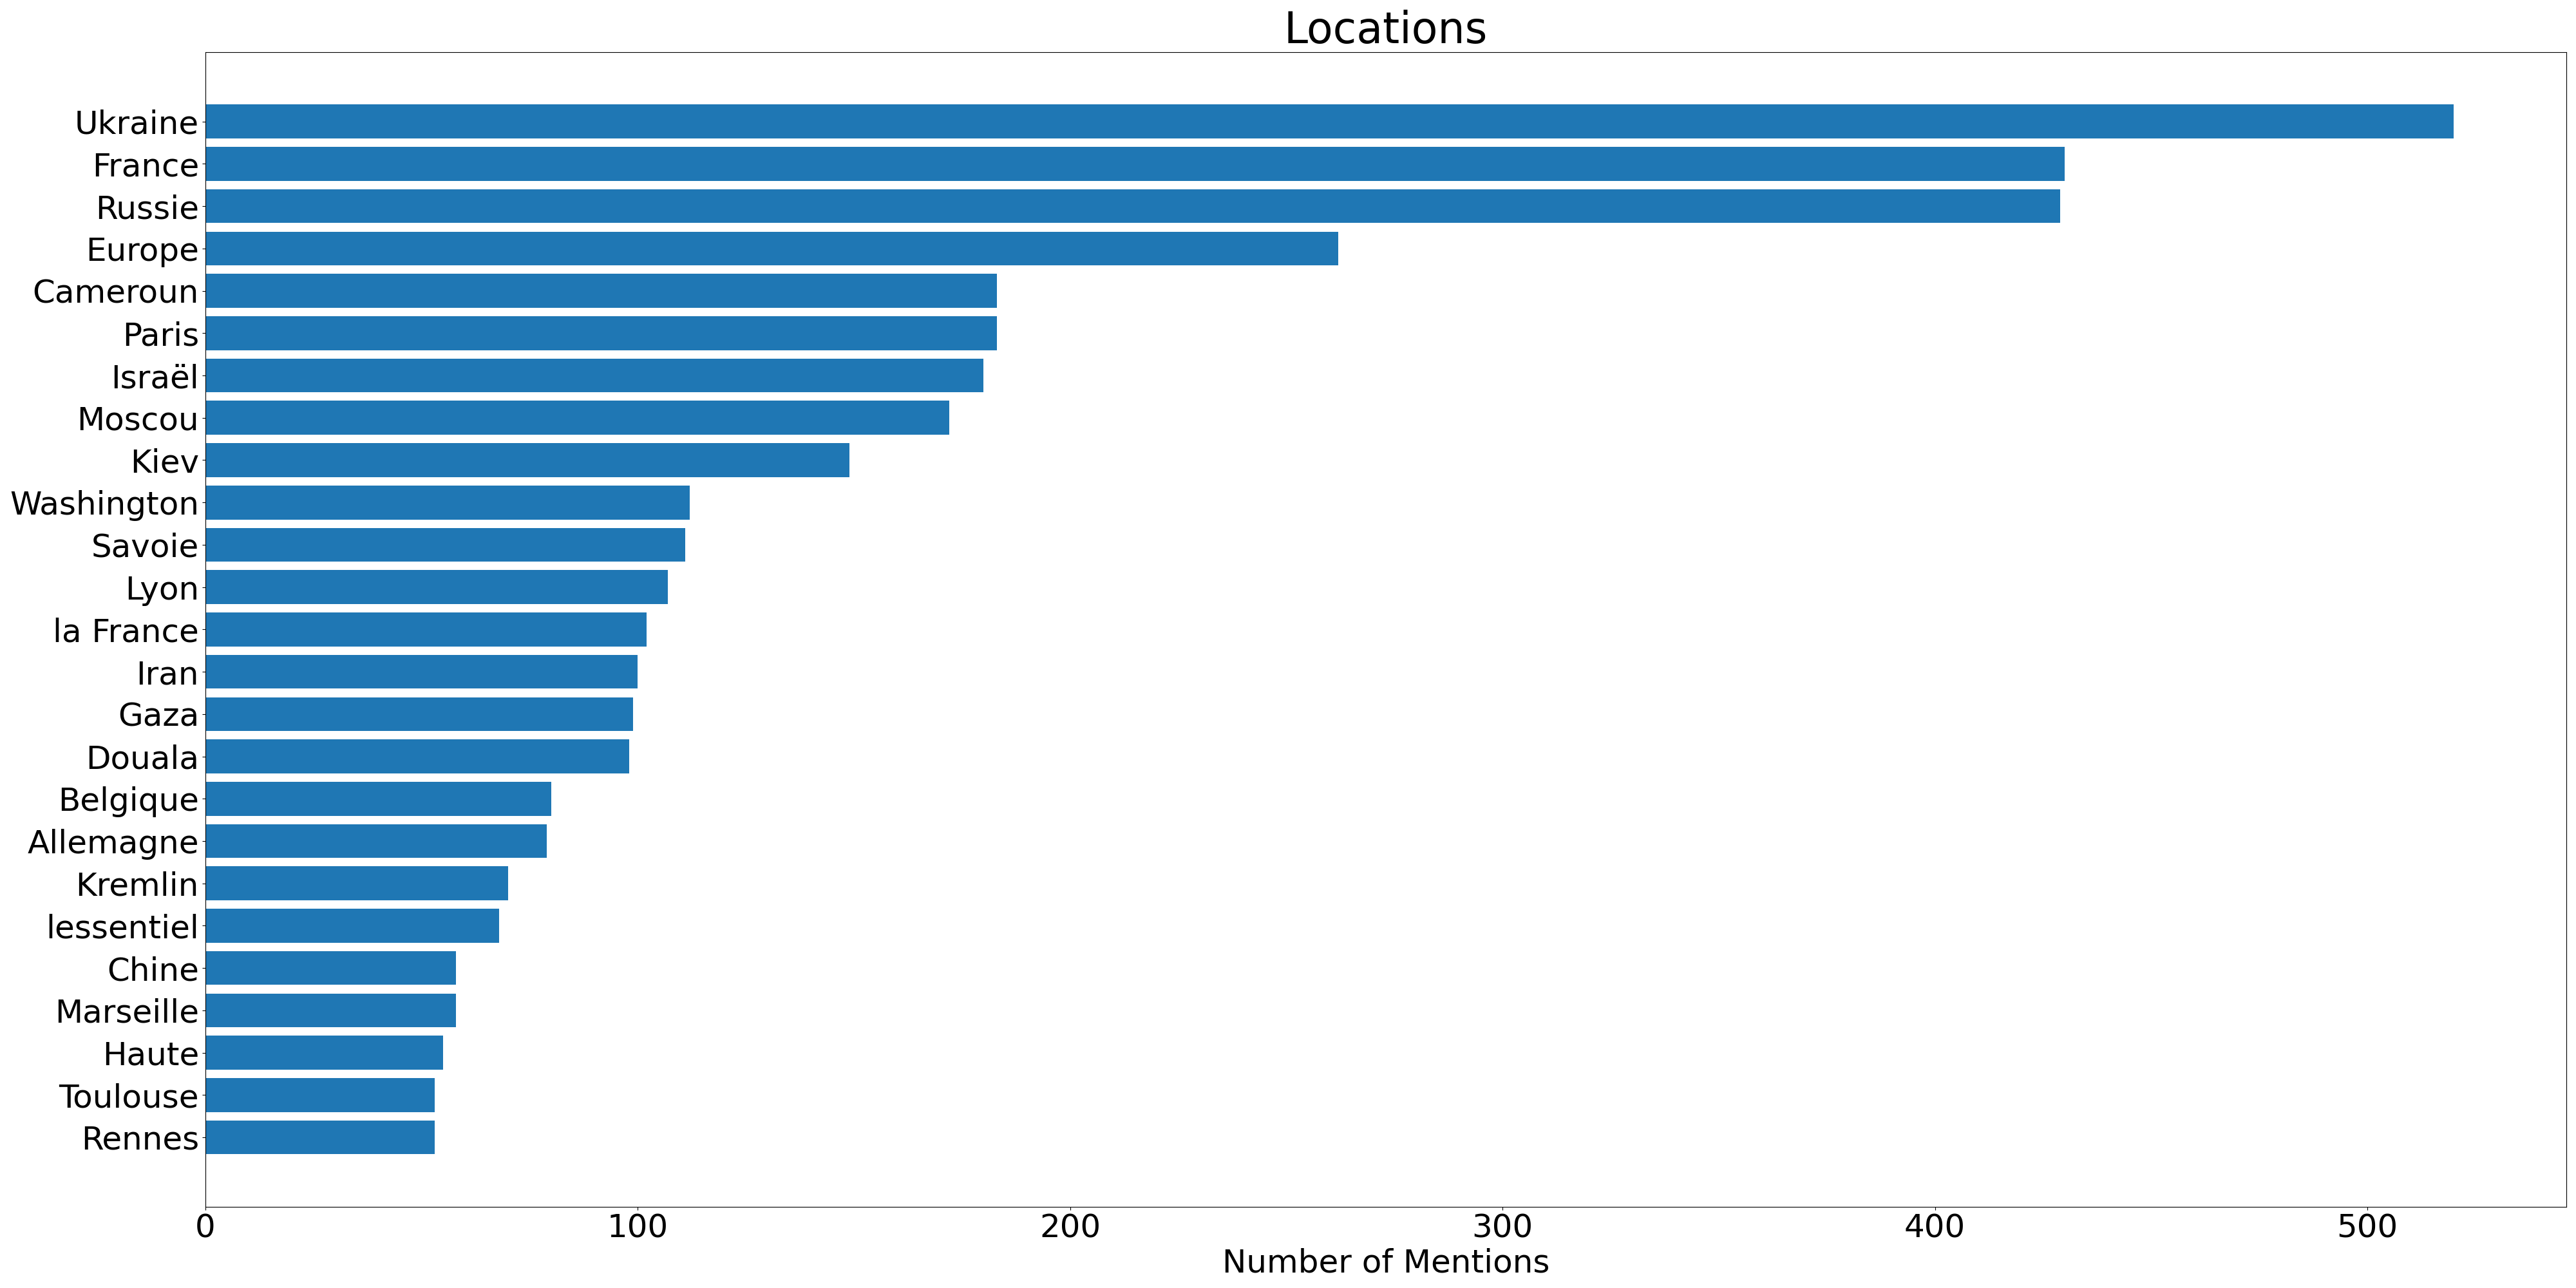 Locations
Ukraine
France
Russie
Europe
Cameroun
Paris
Israël
Moscou
Kiev
Washington
Savoie
Lyon
la France
Iran
Gaza
Douala
Belgique
Allemagne
Kremlin
lessentiel
Chine
Marseille
Haute
Toulouse
Rennes
0 100 200 300 400 500
Number of Mentions